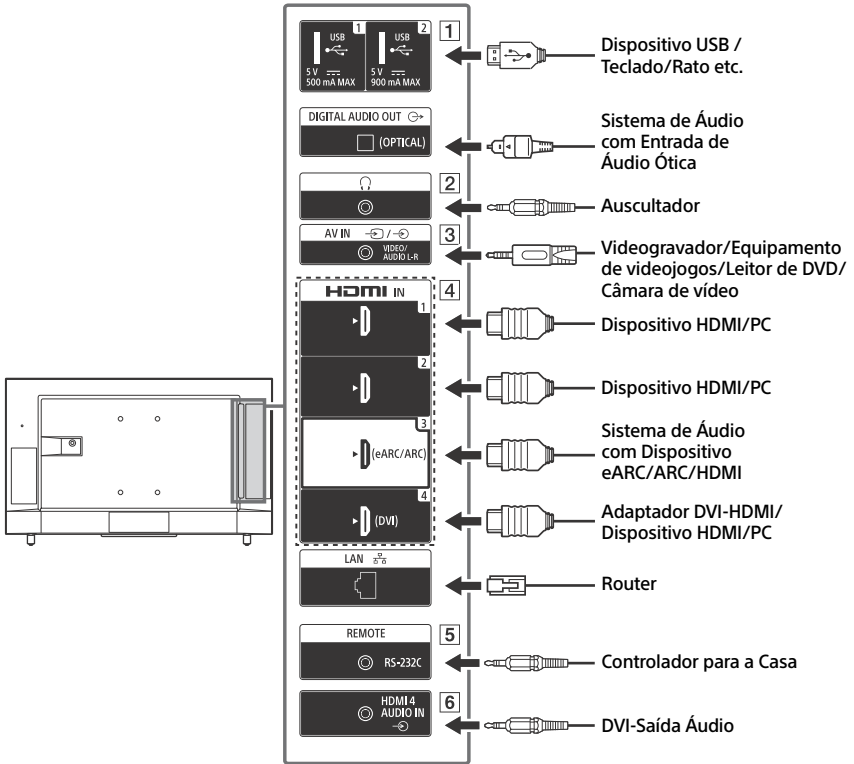 1
2
USB
USB
5 V
500 mA MAX
5 V
900 mA MAX
1
Dispositivo USB /
Teclado/Rato etc.
DIGITAL AUDIO OUT
(OPTICAL)
Sistema de Áudio
com Entrada de
Áudio Ótica
2
Auscultador
AV IN
/
VIDEO/
AUDIO L-R
3
Videogravador/Equipamento
de videojogos/Leitor de DVD/
Câmara de vídeo
HDMI IN
4
1
Dispositivo HDMI/PC
2
Dispositivo HDMI/PC
3
(eARC/ARC)
Sistema de Áudio
com Dispositivo
eARC/ARC/HDMI
4
(DVI)
Adaptador DVI-HDMI/
Dispositivo HDMI/PC
LAN
Router
REMOTE
RS-232C
5
Controlador para a Casa
HDMI 4
AUDIO IN
6
DVI-Saída Áudio